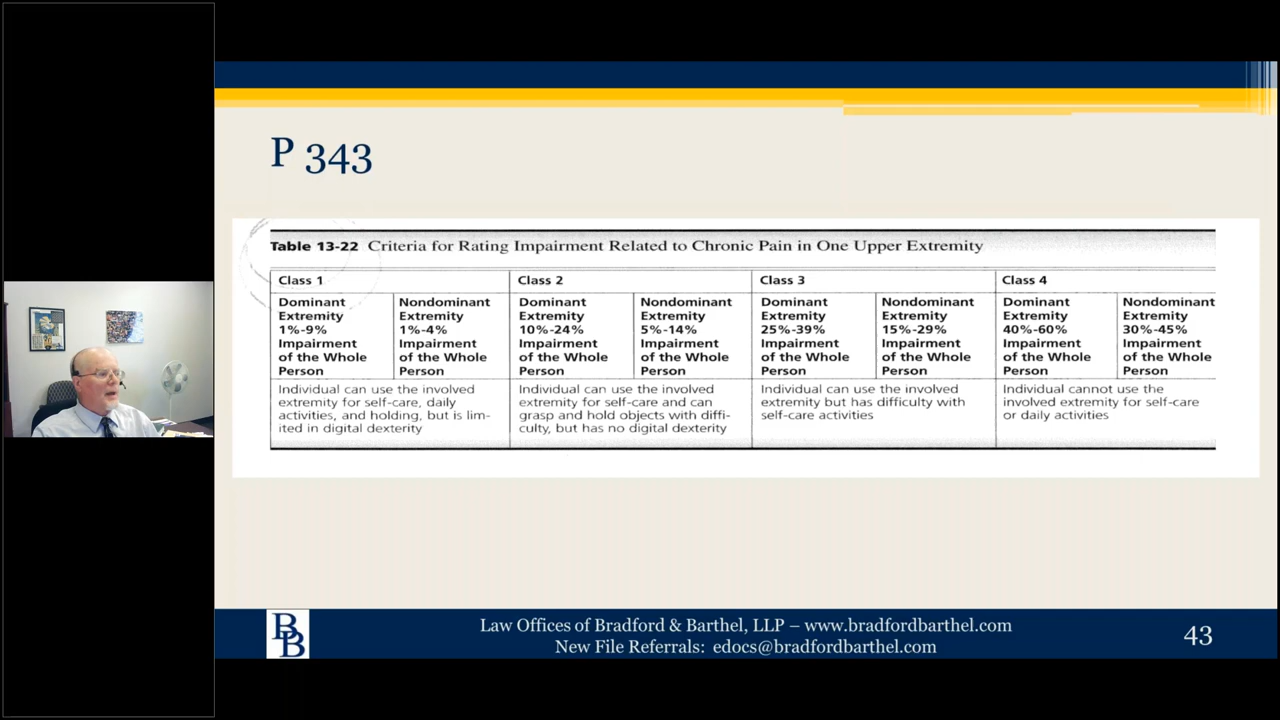 P 343
Table 13-22 Criteria for Rating Impairment Related to Chronic Pain in One Upper Extremity
Class 1
Dominant
Extremity
1%-9%
Impairment
of the Whole
Person
Nondominant
Extremity
1%-4%
Impairment
of the Whole
Person
Individual can use the involved
extremity for self-care, daily
activities, and holding, but is lim-
ited in digital dexterity
Class 2
Dominant
Extremity
10%-24%
Impairment
of the Whole
Person
Nondominant
Extremity
5%-14%
Impairment
of the Whole
Person
Individual can use the involved
extremity for self-care and can
grasp and hold objects with diffi-
culty, but has no digital dexterity
Class 3
Dominant
Extremity
25%-39%
Impairment
of the Whole
Person
Nondominant
Extremity
15%-29%
Impairment
of the Whole
Person
Individual can use the involved
extremity but has difficulty with
self-care activities
Class 4
Dominant
Extremity
40%-60%
Impairment
of the Whole
Person
Nondominant
Extremity
30%-45%
Impairment
of the Whole
Person
Individual cannot use the
involved extremity for self-care
or daily activities
BB
Law Offices of Bradford & Barthel, LLP – www.bradfordbarthel.com
New File Referrals: edocs@bradfordbarthel.com
43